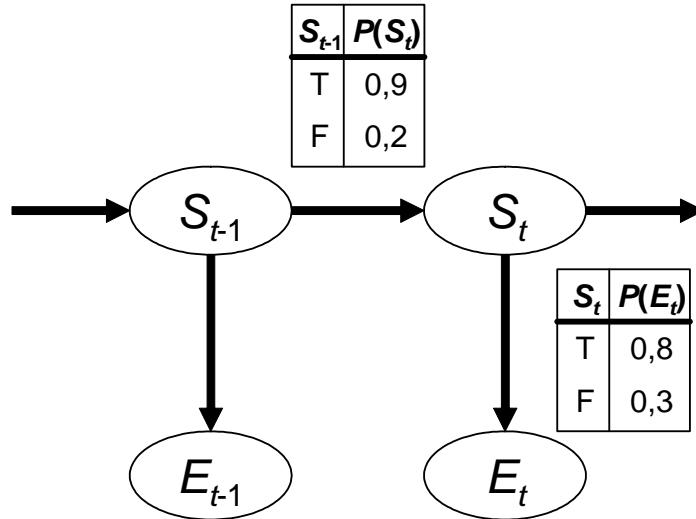 S_{t-1} P(S_t)
T 0,9
F 0,2
S_{t-1} S_t
S_t P(E_t)
T 0,8
F 0,3
E_{t-1} E_t